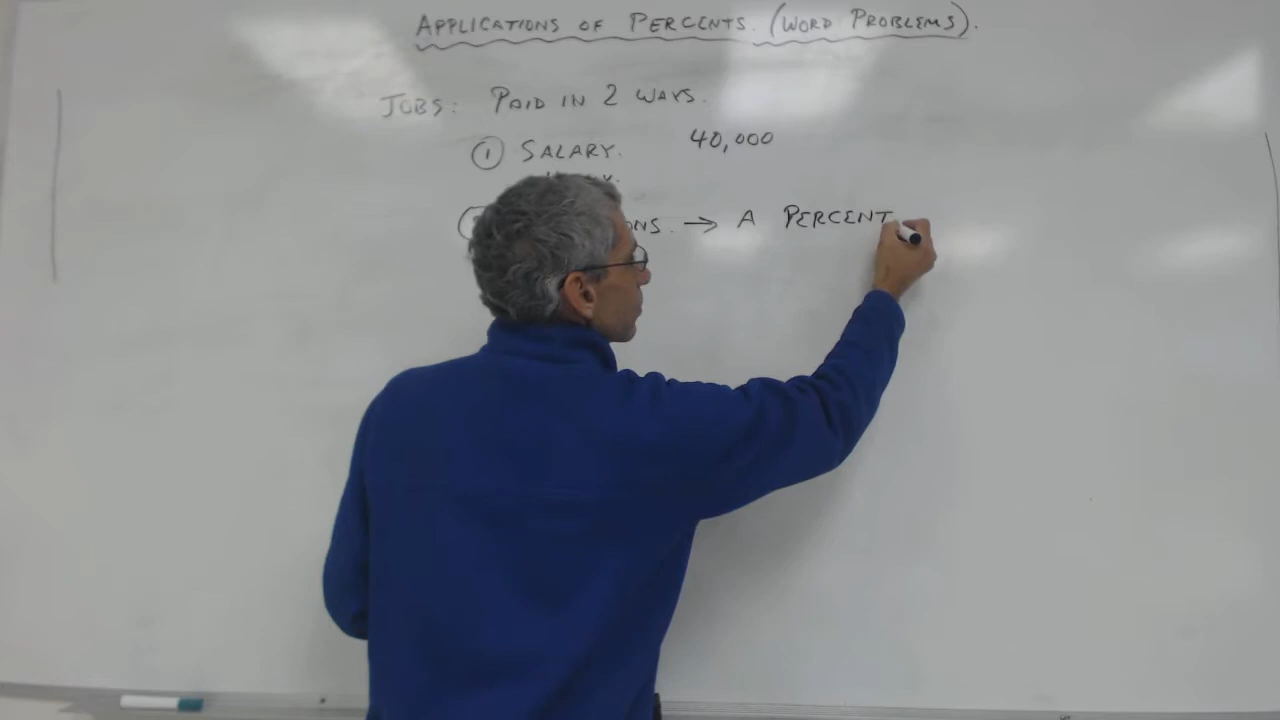 APPLICATIONS OF PERCENTS. (WORD PROBLEMS).
JOBS: PAID IN 2 WAYS.
① SALARY. 40,000
ONS. → A PERCENT